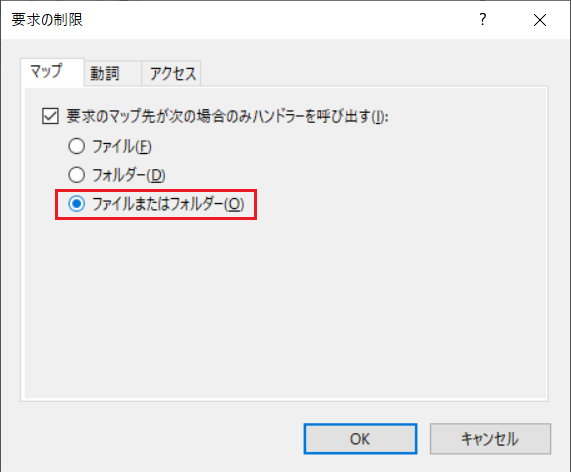 要求の制限 ?
マップ 動詞 アクセス
要求のマップ先が次の場合のみハンドラーを呼び出す(I):
ファイル(F)
フォルダー(D)
ファイルまたはフォルダー(O)
OK キャンセル